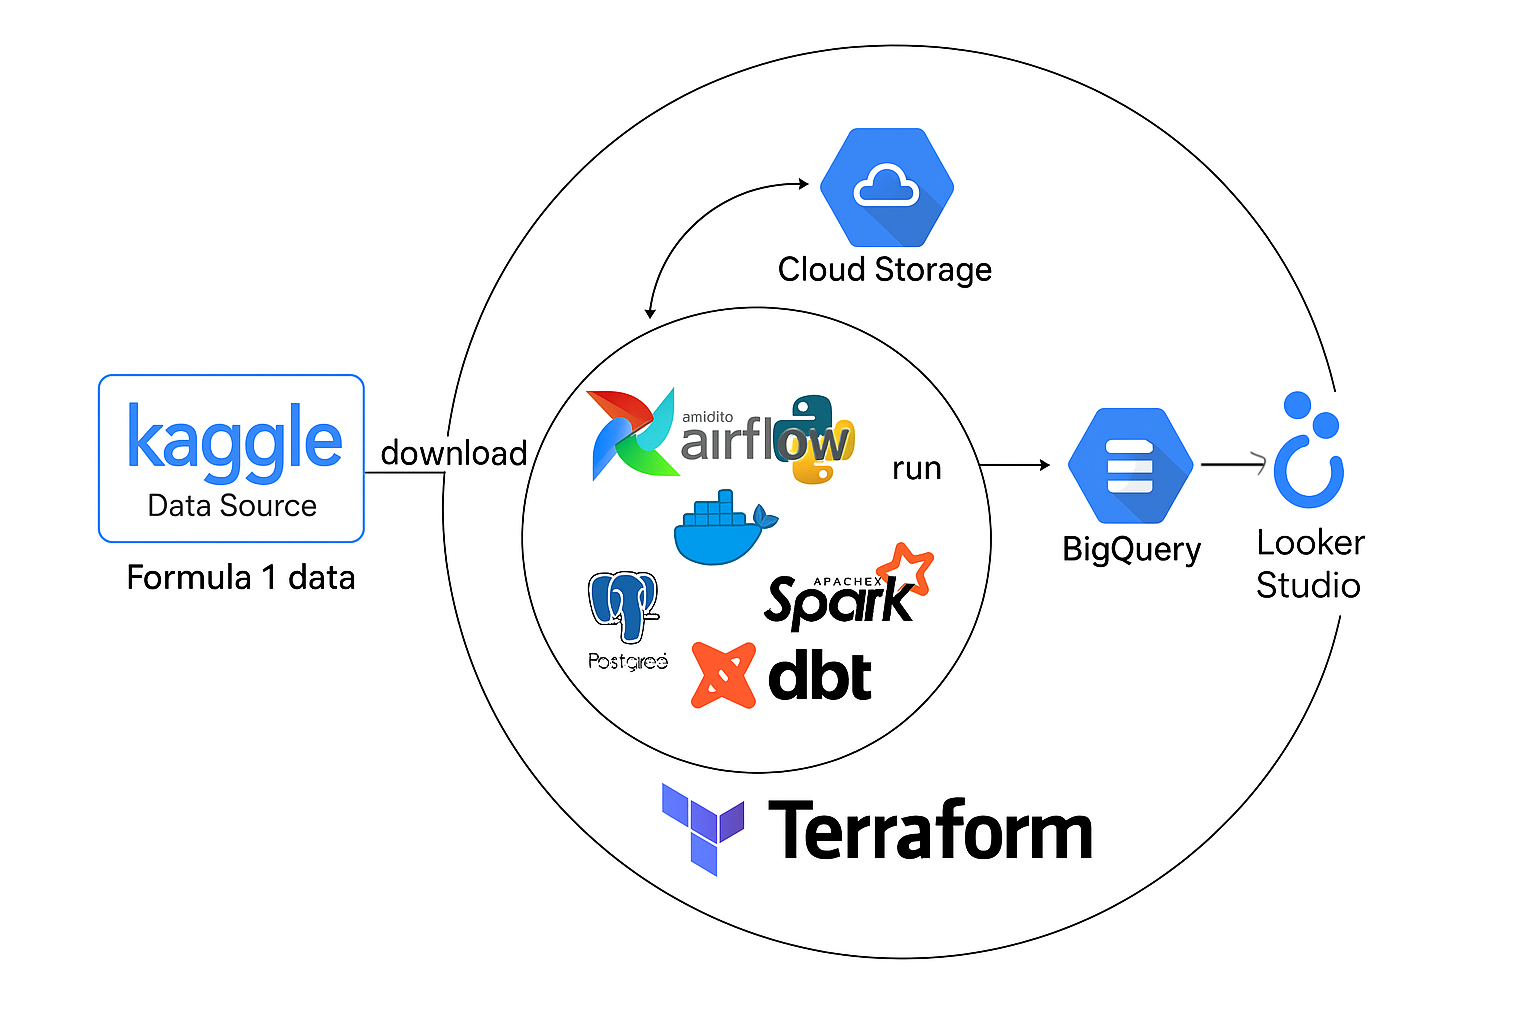 Cloud Storage
kaggle
Data Source
Formula 1 data
download
amidito
airflow
run
APACHEX
Spark
dbt
BigQuery
Looker
Studio
Terraform